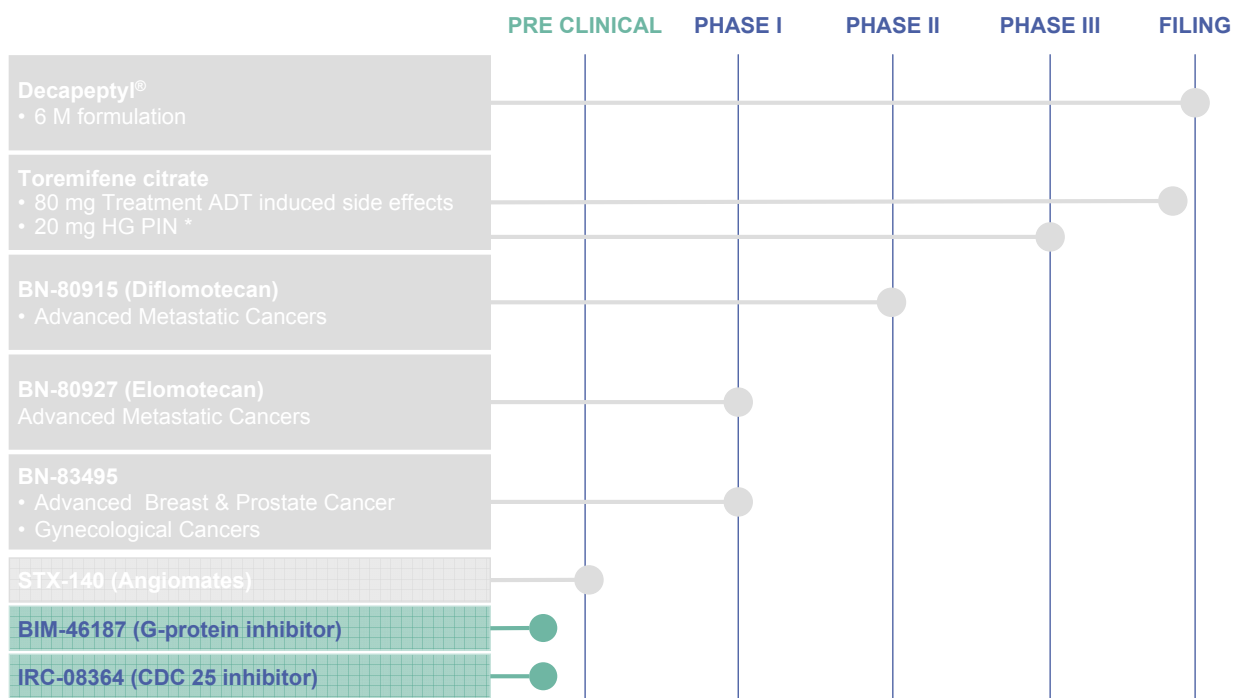 PRE CLINICAL PHASE I PHASE II PHASE III FILING
Decapeptyl®
• 6 M formulation
Toremifene citrate
• 80 mg Treatment ADT induced side effects
• 20 mg HG PIN *
BN-80915 (Diflomotecan)
• Advanced Metastatic Cancers
BN-80927 (Elomotecan)
Advanced Metastatic Cancers
BN-83495
• Advanced Breast & Prostate Cancer
• Gynecological Cancers
STX-140 (Angiomates)
BIM-46187 (G-protein inhibitor)
IRC-08364 (CDC 25 inhibitor)